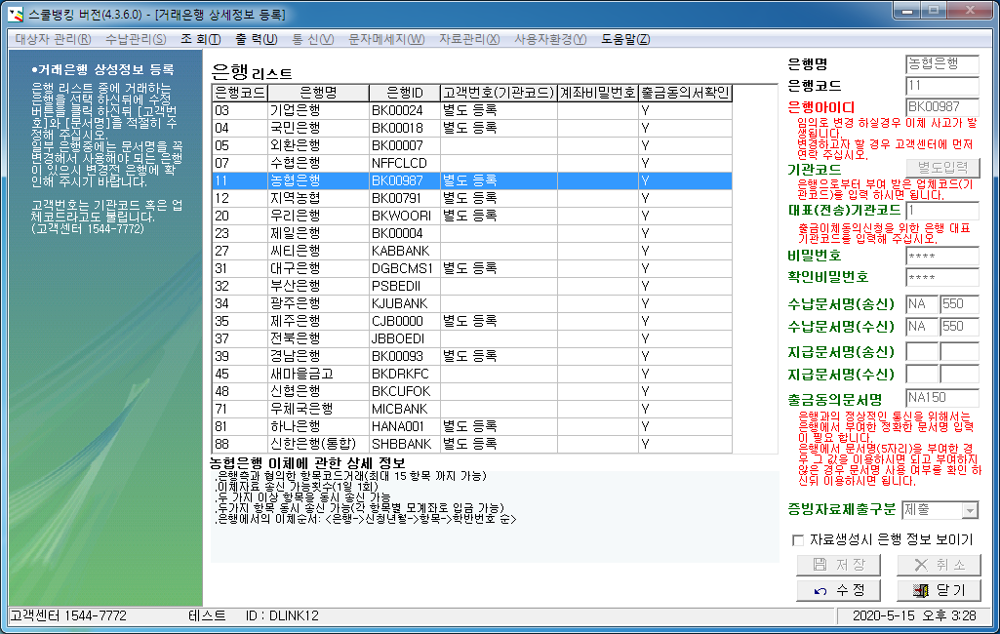 스쿨뱅킹 버전(4.3.6.0) - [거래은행 상세정보 등록]
대상자 관리(R) 수납관리(S) 조 회(T) 출 력(U) 통 신(V) 문자메세지(W) 자료관리(X) 사용자환경(Y) 도움말(Z)
•거래은행 상성정보 등록
은행 리스트 중에 거래하는
은행을 선택 하신뒤에 수정
버튼을 클릭 하신뒤 [고객번
호]와 [문서명]을 적절히 수
정해 주십시오.
일부 은행중에는 문서명을 꼭
변경해서 사용해야 되는 은행
이 있으시 변경전 은행에 확
인해 주시기 바랍니다.
고객번호는 기관코드 혹은 업
체코드라고도 불립니다.
(고객센터 1544-7772)
은행리스트
은행코드 은행명 은행ID 고객번호(기관코드) 계좌비밀번호 출금동의서확인
03 기업은행 BK00024 별도 등록 Y
04 국민은행 BK00018 별도 등록 Y
05 외환은행 BK00007 Y
07 수협은행 NFFCLCD Y
11 농협은행 BK00987 별도 등록 Y
12 지역농협 BK00791 별도 등록 Y
20 우리은행 BKWOORI 별도 등록 Y
23 제일은행 BK00004 Y
27 씨티은행 KABBANK Y
31 대구은행 DGBCMS1 별도 등록 Y
32 부산은행 PSBEDII Y
34 광주은행 KJUBANK Y
35 제주은행 CJB0000 별도 등록 Y
37 전북은행 JBBOEDI Y
39 경남은행 BK00093 별도 등록 Y
45 새마을금고 BKDRKFC Y
48 신협은행 BKCUFOK Y
71 우체국은행 MICBANK Y
81 하나은행 HANA001 별도 등록 Y
88 신한은행(통합) SHBBANK 별도 등록 Y
농협은행 이체에 관한 상세 정보
.은행측과 협의한 항목코드거래(최대 15 항목 까지 가능)
.이체자료 송신 가능횟수(1일 1회)
.두 가지 이상 항목을 동시 송신 가능
.두가지 항목 동시 송신 가능(각 항목별 모계좌로 입금 가능)
.은행에서의 이체순서: <은행->신청년월->항목->학반번호 순>
은행명 농협은행
은행코드 11
은행아이디 BK00987
임의로 변경 하실경우 이체 사고가 발
생됩니다.
변경하고자 할 경우 고객센터에 먼저
연락 주십시오.
기관코드 별도입력
은행으로부터 부여 받은 업체코드(기
관코드)를 입력 하시면 됩니다.
대표(전송)기관코드 1
출금이체동의신청을 위한 은행 대표
기관코드를 입력해 주십시오.
비밀번호 ****
확인비밀번호 ****
수납문서명(송신) NA 550
수납문서명(수신) NA 550
지급문서명(송신)
지급문서명(수신)
출금동의문서명 NA150
은행과의 정상적인 통신을 위해서는
은행에서 부여한 정확한 문서명 입력
이 필요 합니다.
은행에서 문서명(5자리)을 부여한 경
우 그 값을 이용하시면 되고 부여하지
않은 경우 문서명 사용 여부를 확인 하
신뒤 이용하시면 됩니다.
증빙자료제출구분 제출
자료생성시 은행 정보 보이기
저 장 취 소
수 정 닫 기
고객센터 1544-7772 테스트 ID : DLINK12 2020-5-15 오후 3:28